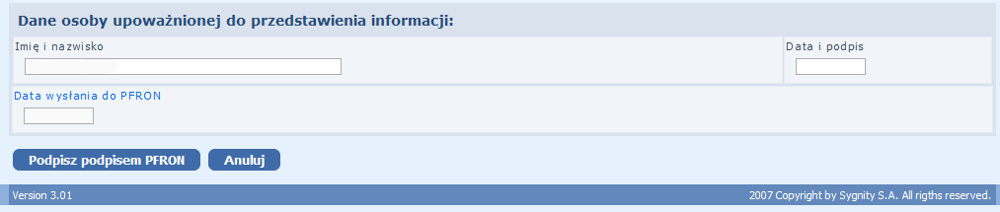 Dane osoby upoważnionej do przedstawienia informacji:
Imię i nazwisko
Data i podpis
Data wysłania do PFRON
Podpisz podpisem PFRON
Anuluj
Version 3.01
2007 Copyright by Sygnity S.A. All rigths reserved.